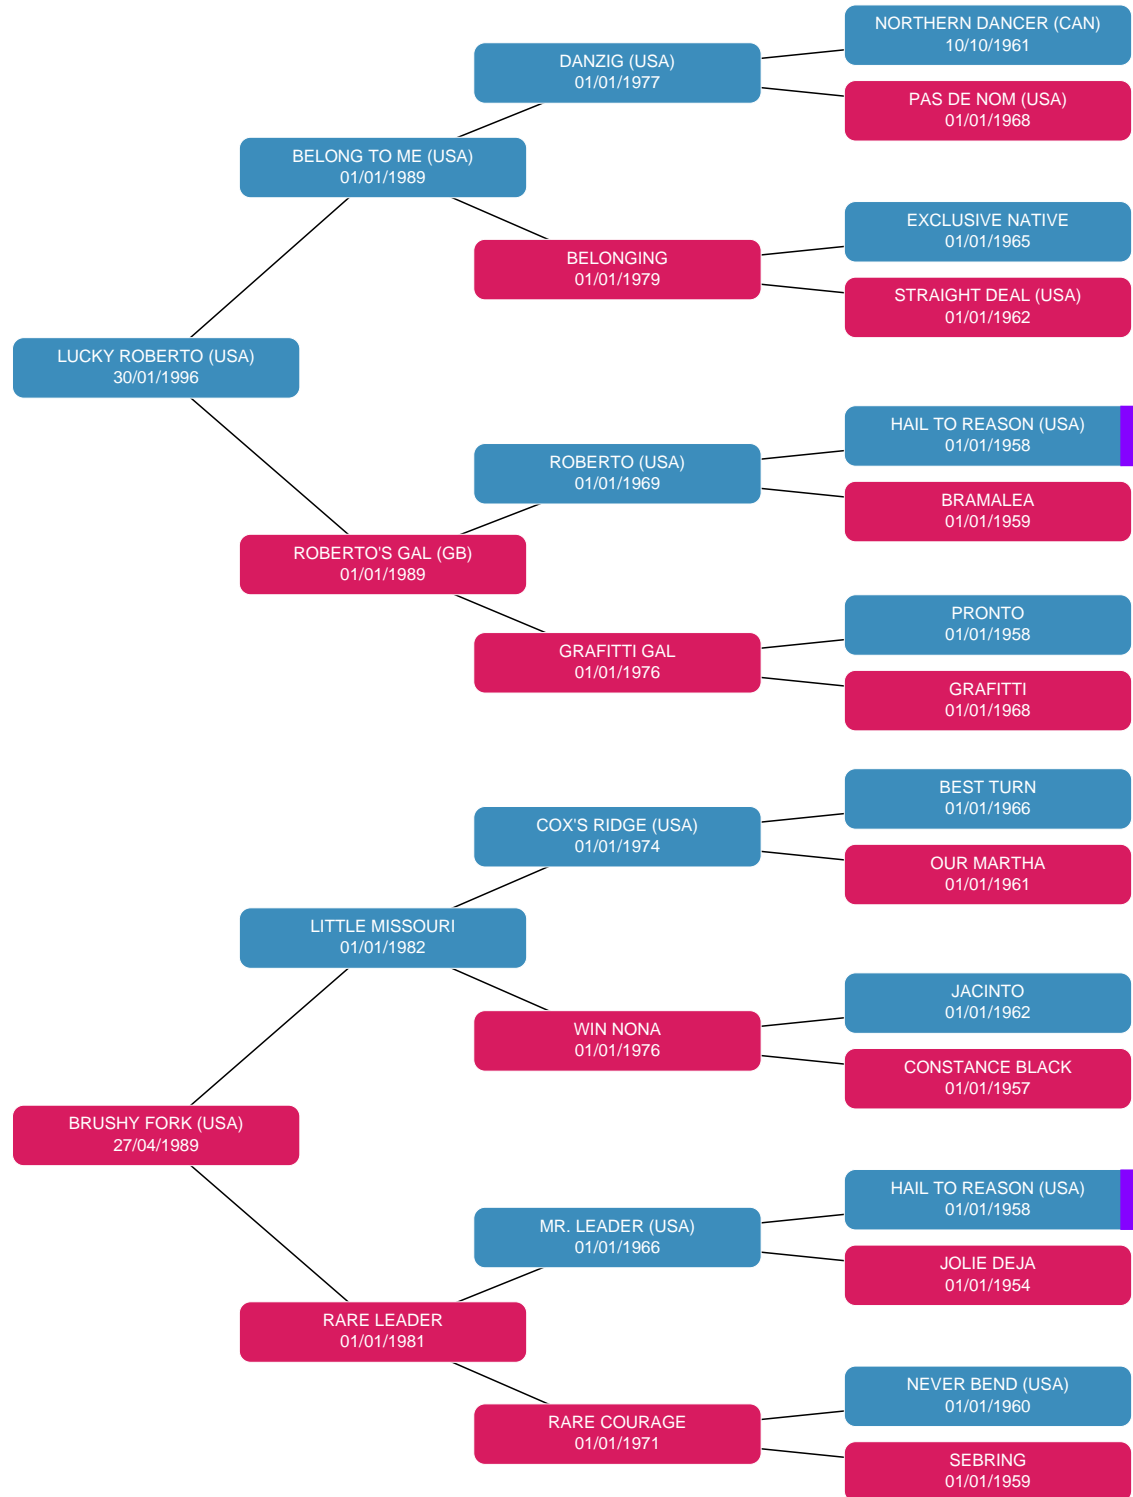 NORTHERN DANCER (CAN)
10/10/1961
DANZIG (USA)
01/01/1977
PAS DE NOM (USA)
01/01/1968
BELONG TO ME (USA)
01/01/1989
EXCLUSIVE NATIVE
01/01/1965
BELONGING
01/01/1979
STRAIGHT DEAL (USA)
01/01/1962
LUCKY ROBERTO (USA)
30/01/1996
HAIL TO REASON (USA)
01/01/1958
ROBERTO (USA)
01/01/1969
BRAMALEA
01/01/1959
ROBERTO'S GAL (GB)
01/01/1989
PRONTO
01/01/1958
GRAFITTI GAL
01/01/1976
GRAFITTI
01/01/1968
BEST TURN
01/01/1966
COX'S RIDGE (USA)
01/01/1974
OUR MARTHA
01/01/1961
LITTLE MISSOURI
01/01/1982
JACINTO
01/01/1962
WIN NONA
01/01/1976
CONSTANCE BLACK
01/01/1957
BRUSHY FORK (USA)
27/04/1989
HAIL TO REASON (USA)
01/01/1958
MR. LEADER (USA)
01/01/1966
JOLIE DEJA
01/01/1954
RARE LEADER
01/01/1981
NEVER BEND (USA)
01/01/1960
RARE COURAGE
01/01/1971
SEBRING
01/01/1959